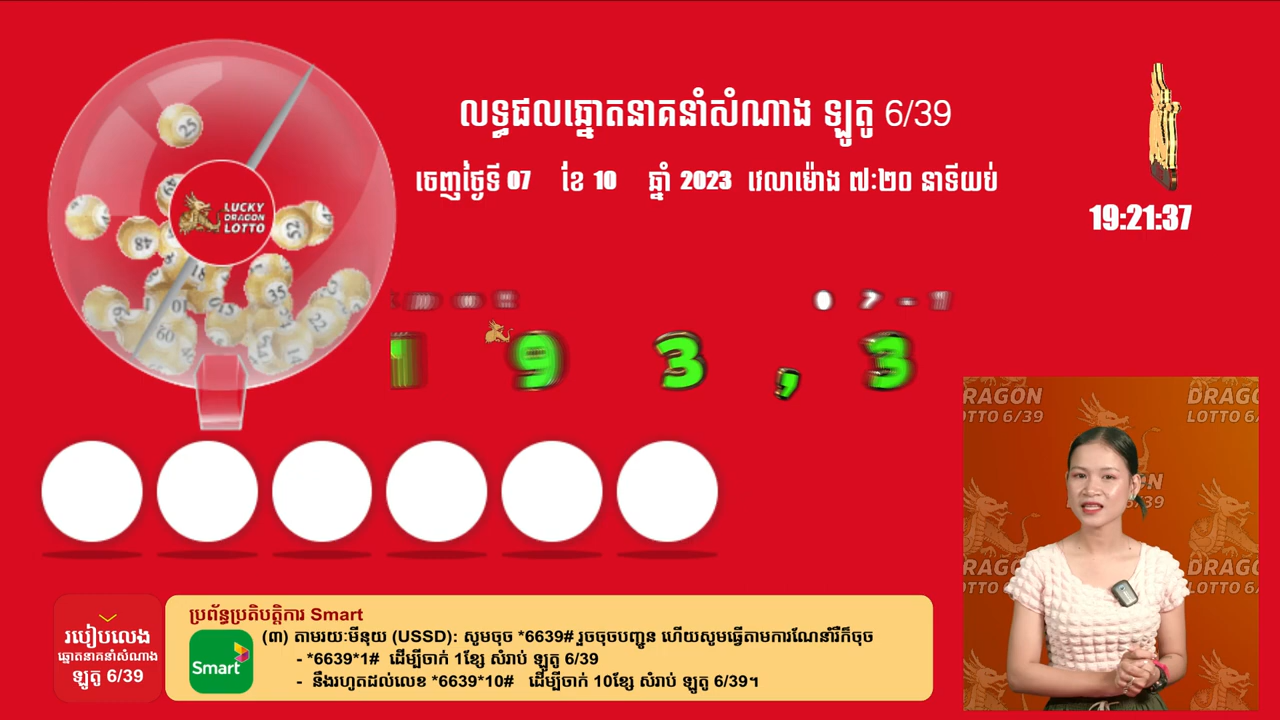 លទ្ធផលឆ្នោតនាគនាំសំណាង ឡូតូ 6/39
ចេញថ្ងៃទី 07 ខែ 10 ឆ្នាំ 2023 វេលាម៉ោង ៧:២០ នាទីយប់
19:21:37
25
LUCKY
DRAGON
LOTTO
48
52
18
35
10
15
22
60
14
9 3 , 3
DRAGON
LOTTO 6/39
DRAGON
LOTTO 6/
របៀបលេង
ឆ្នោតនាគនាំសំណាង
ឡូតូ 6/39
ប្រព័ន្ធប្រតិបត្តិការ Smart
Smart
(៣) តាមរយៈមីនុយ (USSD): សូមចុច *6639# រួចចុចបញ្ជូន ហើយសូមធ្វើតាមការណែនាំរឺក៏ចុច
- *6639*1# ដើម្បីចាក់ 1ខ្សែ សំរាប់ ឡូតូ 6/39
- នឹងរហូតដល់លេខ *6639*10# ដើម្បីចាក់ 10ខ្សែ សំរាប់ ឡូតូ 6/39។